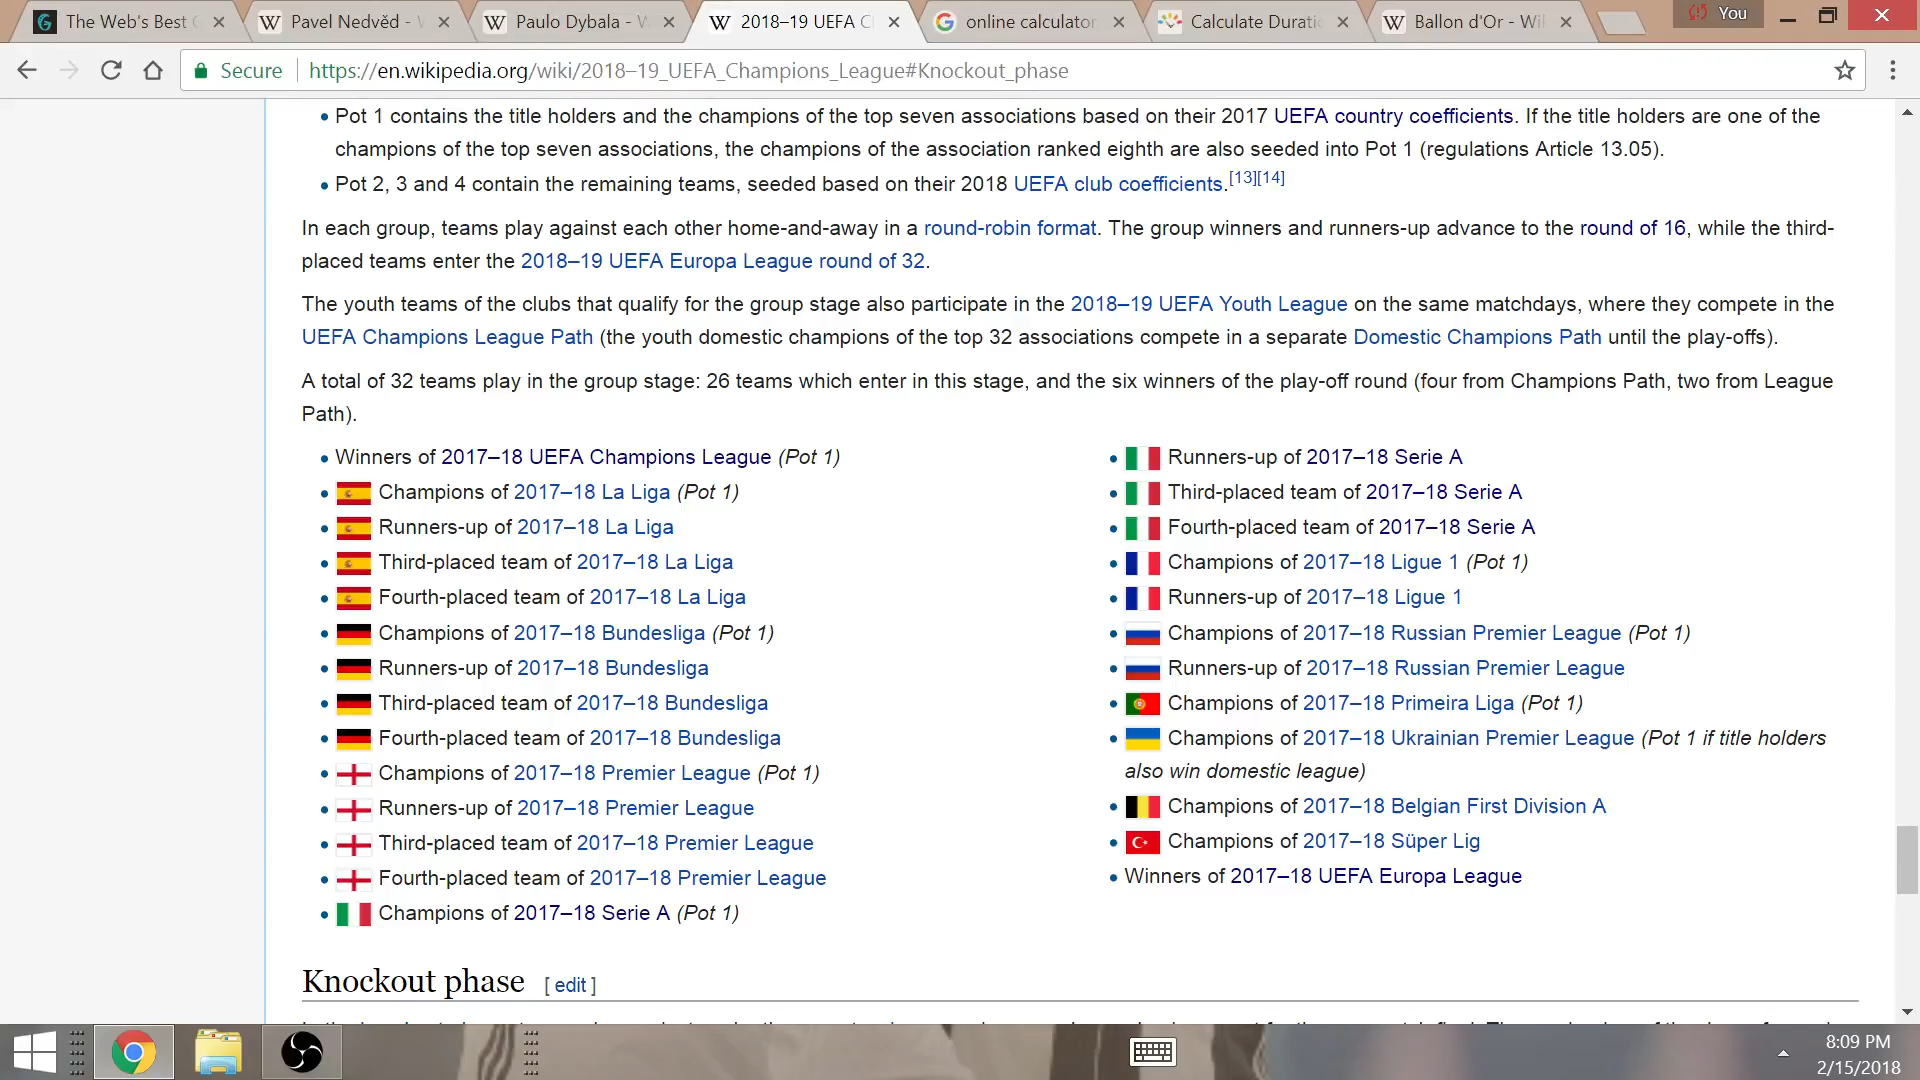 The Web's Best
Pavel Nedvěd -
Paulo Dybala -
2018–19 UEFA C
online calculator
Calculate Durati
Ballon d'Or - Wi
You
Secure
https://en.wikipedia.org/wiki/2018–19_UEFA_Champions_League#Knockout_phase
• Pot 1 contains the title holders and the champions of the top seven associations based on their 2017 UEFA country coefficients. If the title holders are one of the
champions of the top seven associations, the champions of the association ranked eighth are also seeded into Pot 1 (regulations Article 13.05).
• Pot 2, 3 and 4 contain the remaining teams, seeded based on their 2018 UEFA club coefficients.[13][14]
In each group, teams play against each other home-and-away in a round-robin format. The group winners and runners-up advance to the round of 16, while the third-
placed teams enter the 2018–19 UEFA Europa League round of 32.
The youth teams of the clubs that qualify for the group stage also participate in the 2018–19 UEFA Youth League on the same matchdays, where they compete in the
UEFA Champions League Path (the youth domestic champions of the top 32 associations compete in a separate Domestic Champions Path until the play-offs).
A total of 32 teams play in the group stage: 26 teams which enter in this stage, and the six winners of the play-off round (four from Champions Path, two from League
Path).
• Winners of 2017–18 UEFA Champions League (Pot 1)
• Champions of 2017–18 La Liga (Pot 1)
• Runners-up of 2017–18 La Liga
• Third-placed team of 2017–18 La Liga
• Fourth-placed team of 2017–18 La Liga
• Champions of 2017–18 Bundesliga (Pot 1)
• Runners-up of 2017–18 Bundesliga
• Third-placed team of 2017–18 Bundesliga
• Fourth-placed team of 2017–18 Bundesliga
• Champions of 2017–18 Premier League (Pot 1)
• Runners-up of 2017–18 Premier League
• Third-placed team of 2017–18 Premier League
• Fourth-placed team of 2017–18 Premier League
• Champions of 2017–18 Serie A (Pot 1)
• Runners-up of 2017–18 Serie A
• Third-placed team of 2017–18 Serie A
• Fourth-placed team of 2017–18 Serie A
• Champions of 2017–18 Ligue 1 (Pot 1)
• Runners-up of 2017–18 Ligue 1
• Champions of 2017–18 Russian Premier League (Pot 1)
• Runners-up of 2017–18 Russian Premier League
• Champions of 2017–18 Primeira Liga (Pot 1)
• Champions of 2017–18 Ukrainian Premier League (Pot 1 if title holders
also win domestic league)
• Champions of 2017–18 Belgian First Division A
• Champions of 2017–18 Süper Lig
• Winners of 2017–18 UEFA Europa League
Knockout phase [ edit ]
8:09 PM
2/15/2018